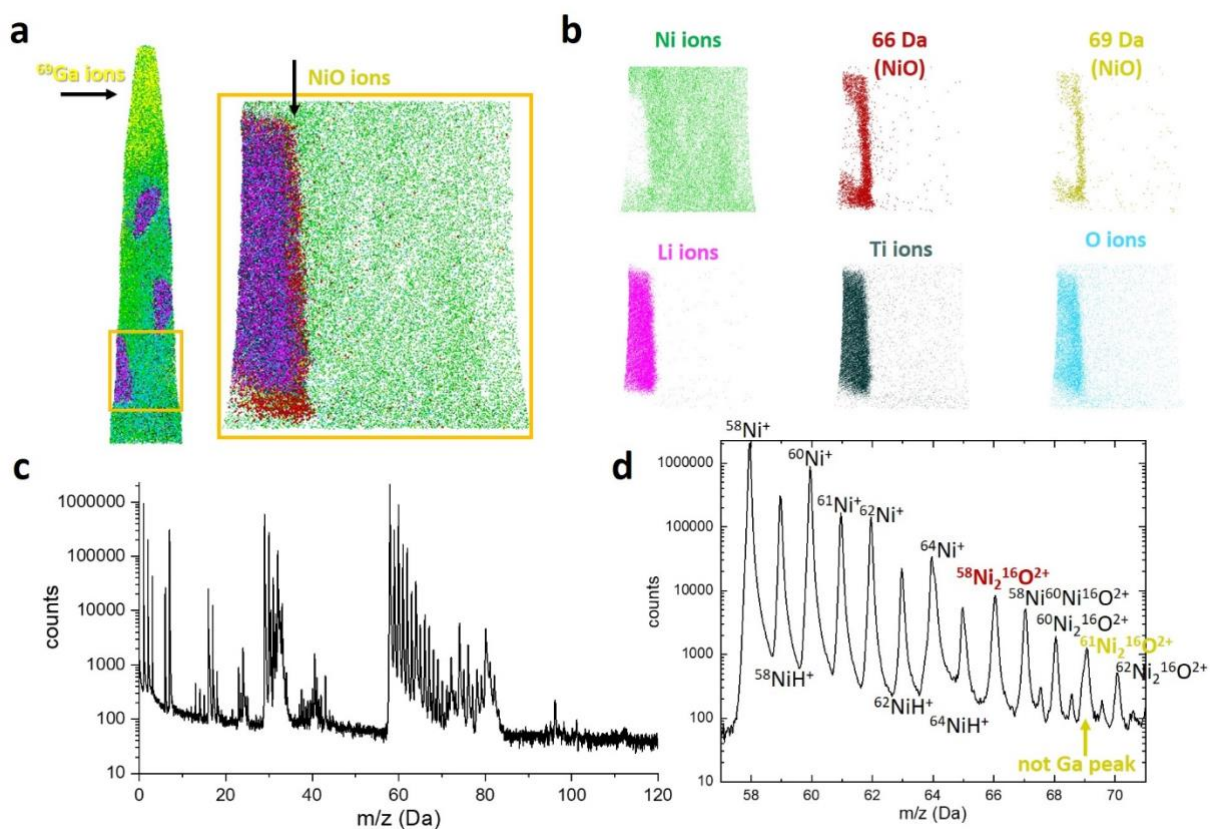 a
⁶⁹Ga ions
NiO ions
b
Ni ions
66 Da
(NiO)
69 Da
(NiO)
Li ions
Ti ions
O ions
c
counts
1000000
100000
10000
1000
100
10
0 20 40 60 80 100 120
m/z (Da)
d
counts
1000000
100000
10000
1000
100
10
⁵⁸Ni⁺
⁶⁰Ni⁺
⁶¹Ni⁺
⁶²Ni⁺
⁶⁴Ni⁺
⁵⁸Ni₂¹⁶O²⁺
⁵⁸Ni⁶⁰Ni¹⁶O²⁺
⁶⁰Ni₂¹⁶O²⁺
⁶¹Ni₂¹⁶O²⁺
⁶²Ni₂¹⁶O²⁺
⁵⁸NiH⁺
⁶²NiH⁺
⁶⁴NiH⁺
not Ga peak
58 60 62 64 66 68 70
m/z (Da)